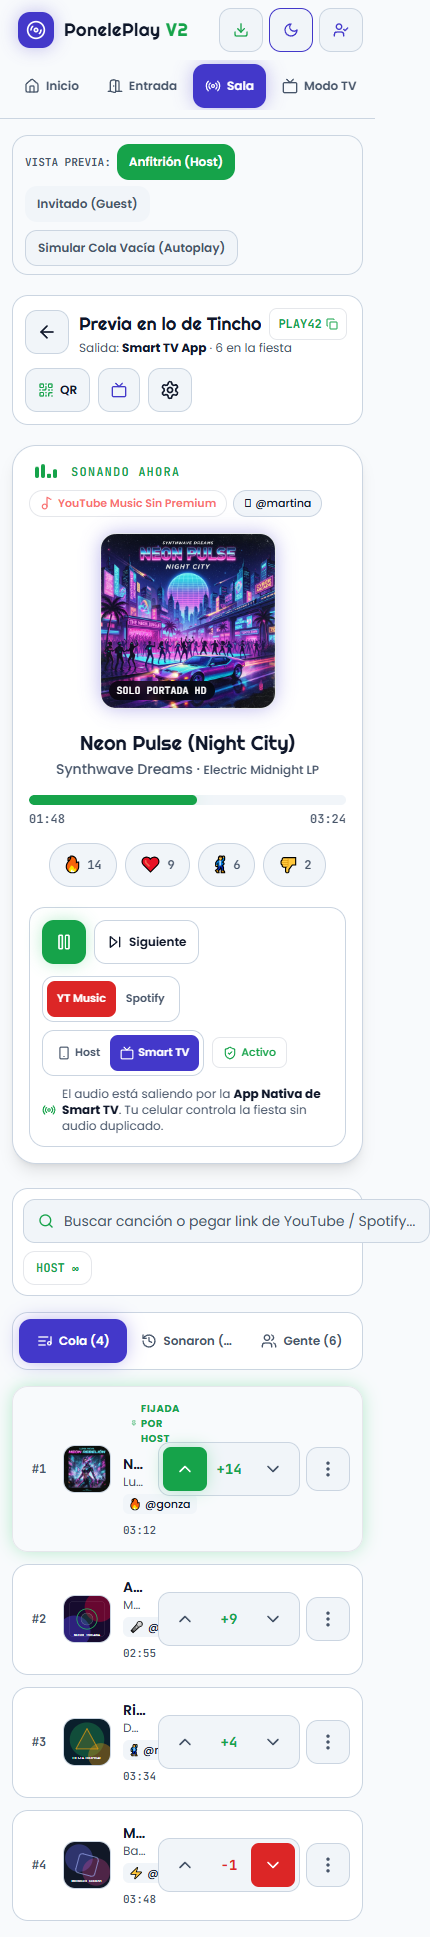 PonelePlay V2
Inicio
Entrada
Sala
Modo TV
VISTA PREVIA:
Anfitrión (Host)
Invitado (Guest)
Simular Cola Vacía (Autoplay)
Previa en lo de Tincho
PLAY42
Salida: Smart TV App · 6 en la fiesta
QR
SONANDO AHORA
YouTube Music Sin Premium
@martina
SYNTHWAVE DREAMS
NEON PULSE
NIGHT CITY
SOLO PORTADA HD
Neon Pulse (Night City)
Synthwave Dreams · Electric Midnight LP
01:48
03:24
14
9
6
2
Siguiente
YT Music
Spotify
Host
Smart TV
Activo
El audio está saliendo por la App Nativa de
Smart TV. Tu celular controla la fiesta sin
audio duplicado.
Buscar canción o pegar link de YouTube / Spotify...
HOST ∞
Cola (4)
Sonaron (...
Gente (6)
FIJADA
POR
HOST
#1
N...
Lu...
@gonza
03:12
+14
#2
A...
M...
@
02:55
+9
#3
Ri...
D...
@r
03:34
+4
#4
M...
Ba...
@
03:48
-1